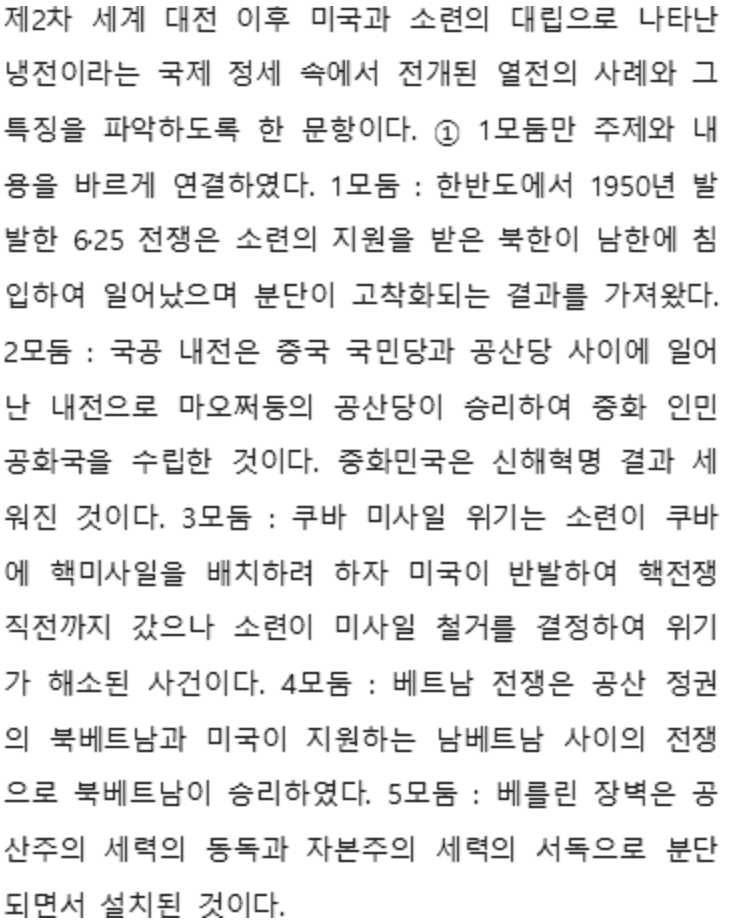 제2차 세계 대전 이후 미국과 소련의 대립으로 나타난
냉전이라는 국제 정세 속에서 전개된 열전의 사례와 그
특징을 파악하도록 한 문항이다. ① 1모둠만 주제와 내
용을 바르게 연결하였다. 1모둠 : 한반도에서 1950년 발
발한 6·25 전쟁은 소련의 지원을 받은 북한이 남한에 침
입하여 일어났으며 분단이 고착화되는 결과를 가져왔다.
2모둠 : 국공 내전은 중국 국민당과 공산당 사이에 일어
난 내전으로 마오쩌둥의 공산당이 승리하여 중화 인민
공화국을 수립한 것이다. 중화민국은 신해혁명 결과 세
워진 것이다. 3모둠 : 쿠바 미사일 위기는 소련이 쿠바
에 핵미사일을 배치하려 하자 미국이 반발하여 핵전쟁
직전까지 갔으나 소련이 미사일 철거를 결정하여 위기
가 해소된 사건이다. 4모둠 : 베트남 전쟁은 공산 정권
의 북베트남과 미국이 지원하는 남베트남 사이의 전쟁
으로 북베트남이 승리하였다. 5모둠 : 베를린 장벽은 공
산주의 세력의 동독과 자본주의 세력의 서독으로 분단
되면서 설치된 것이다.